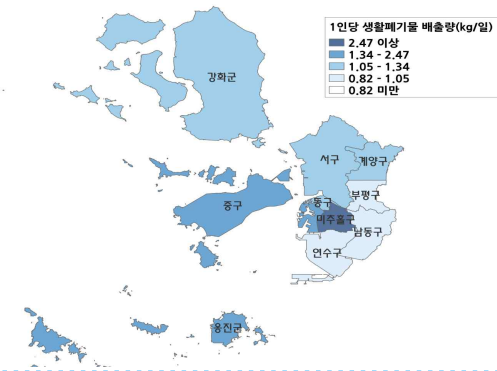 1인당 생활폐기물 배출량(kg/일)
2.47 이상
1.34 - 2.47
1.05 - 1.34
0.82 - 1.05
0.82 미만
강화군
서구
계양구
부평구
중구
동구
미추홀구
남동구
연수구
옹진군